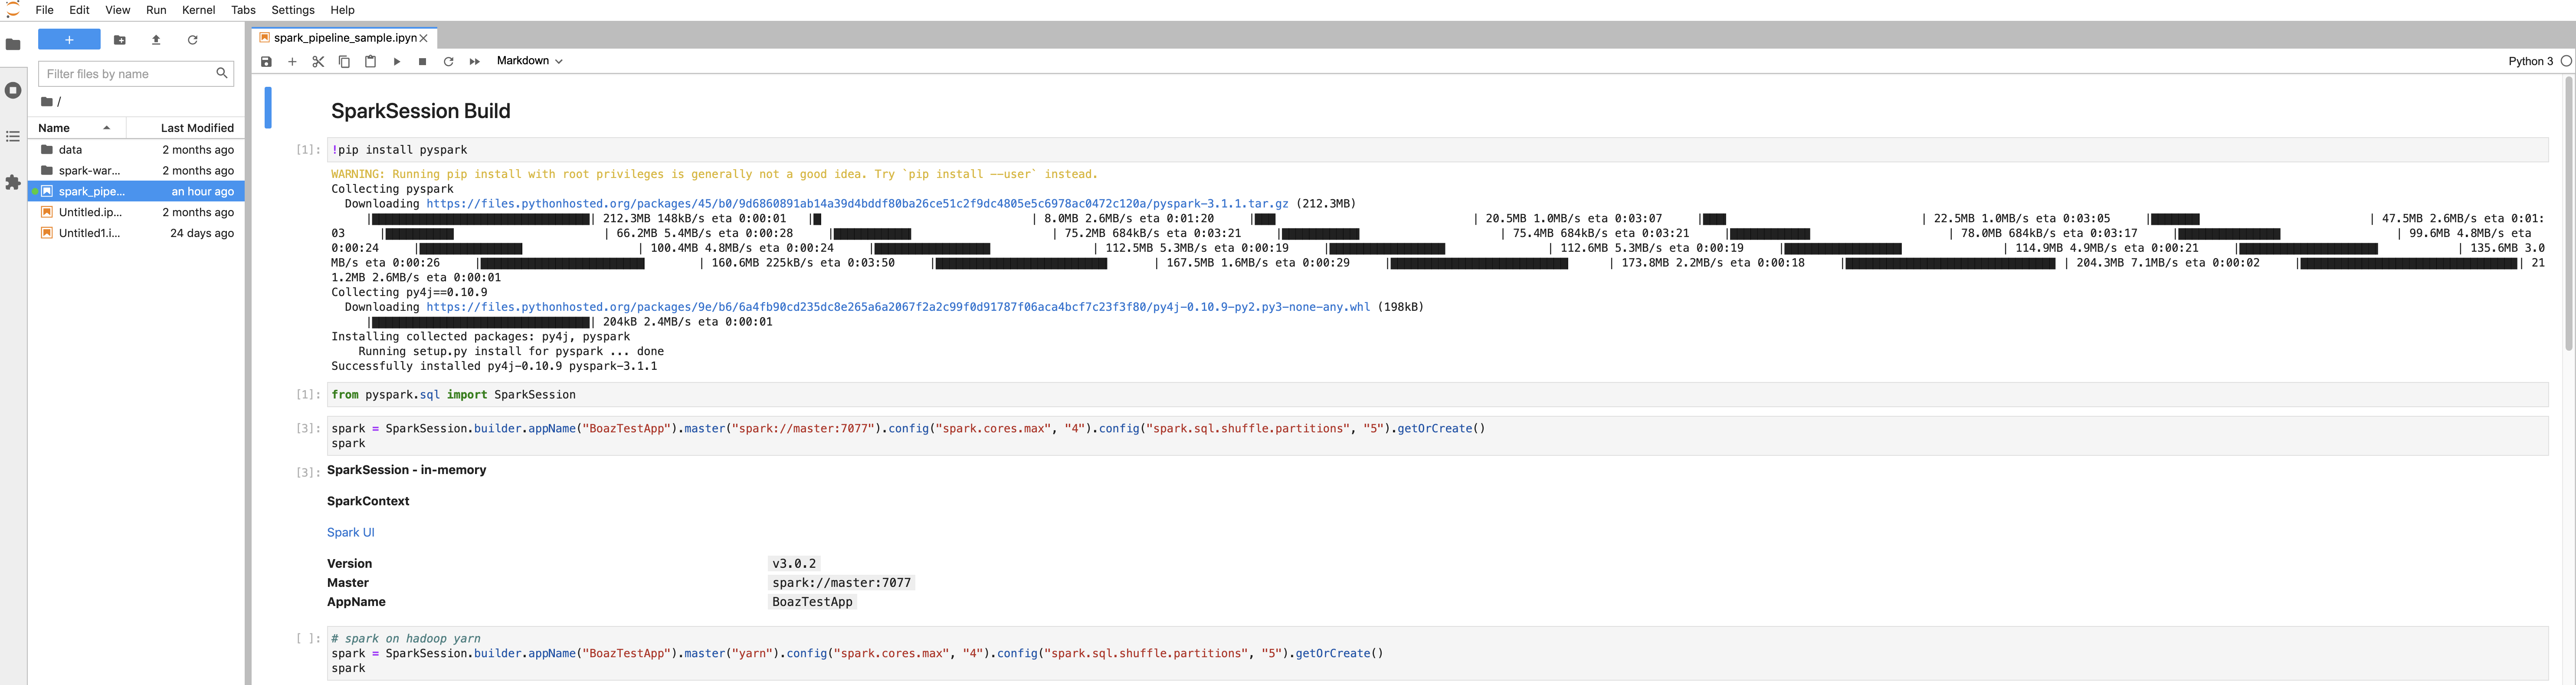 File Edit View Run Kernel Tabs Settings Help
Filter files by name
/
Name Last Modified
data 2 months ago
spark-war... 2 months ago
spark_pipe... an hour ago
Untitled.ip... 2 months ago
Untitled1.i... 24 days ago
spark_pipeline_sample.ipyn
Markdown
Python 3
SparkSession Build
[1]: !pip install pyspark
WARNING: Running pip install with root privileges is generally not a good idea. Try `pip install --user` instead.
Collecting pyspark
Downloading https://files.pythonhosted.org/packages/45/b0/9d6860891ab14a39d4bddf80ba26ce51c2f9dc4805e5c6978ac0472c120a/pyspark-3.1.1.tar.gz (212.3MB)
|| 212.3MB 148kB/s eta 0:00:01 | | 8.0MB 2.6MB/s eta 0:01:20 | | 20.5MB 1.0MB/s eta 0:03:07 | | 22.5MB 1.0MB/s eta 0:03:05 | | 47.5MB 2.6MB/s eta 0:01:
03 | | 66.2MB 5.4MB/s eta 0:00:28 | | 75.2MB 684kB/s eta 0:03:21 | | 75.4MB 684kB/s eta 0:03:21 | | 78.0MB 684kB/s eta 0:03:17 | | 99.6MB 4.8MB/s eta
0:00:24 | | 100.4MB 4.8MB/s eta 0:00:24 | | 112.5MB 5.3MB/s eta 0:00:19 | | 112.6MB 5.3MB/s eta 0:00:19 | | 114.9MB 4.9MB/s eta 0:00:21 | | 135.6MB 3.0
MB/s eta 0:00:26 | | 160.6MB 225kB/s eta 0:03:50 | | 167.5MB 1.6MB/s eta 0:00:29 | | 173.8MB 2.2MB/s eta 0:00:18 | | 204.3MB 7.1MB/s eta 0:00:02 | | 21
1.2MB 2.6MB/s eta 0:00:01
Collecting py4j==0.10.9
Downloading https://files.pythonhosted.org/packages/9e/b6/6a4fb90cd235dc8e265a6a2067f2a2c99f0d91787f06aca4bcf7c23f3f80/py4j-0.10.9-py2.py3-none-any.whl (198kB)
|| 204kB 2.4MB/s eta 0:00:01
Installing collected packages: py4j, pyspark
Running setup.py install for pyspark ... done
Successfully installed py4j-0.10.9 pyspark-3.1.1
[1]: from pyspark.sql import SparkSession
[3]: spark = SparkSession.builder.appName("BoazTestApp").master("spark://master:7077").config("spark.cores.max", "4").config("spark.sql.shuffle.partitions", "5").getOrCreate()
spark
[3]: SparkSession - in-memory
SparkContext
Spark UI
Version v3.0.2
Master spark://master:7077
AppName BoazTestApp
[ ]: # spark on hadoop yarn
spark = SparkSession.builder.appName("BoazTestApp").master("yarn").config("spark.cores.max", "4").config("spark.sql.shuffle.partitions", "5").getOrCreate()
spark